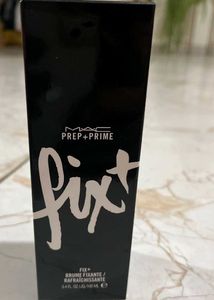 MAC
PREP+PRIME
fix+
FIX+
BRUME FIXANTE /
RAFRAÎCHISSANTE